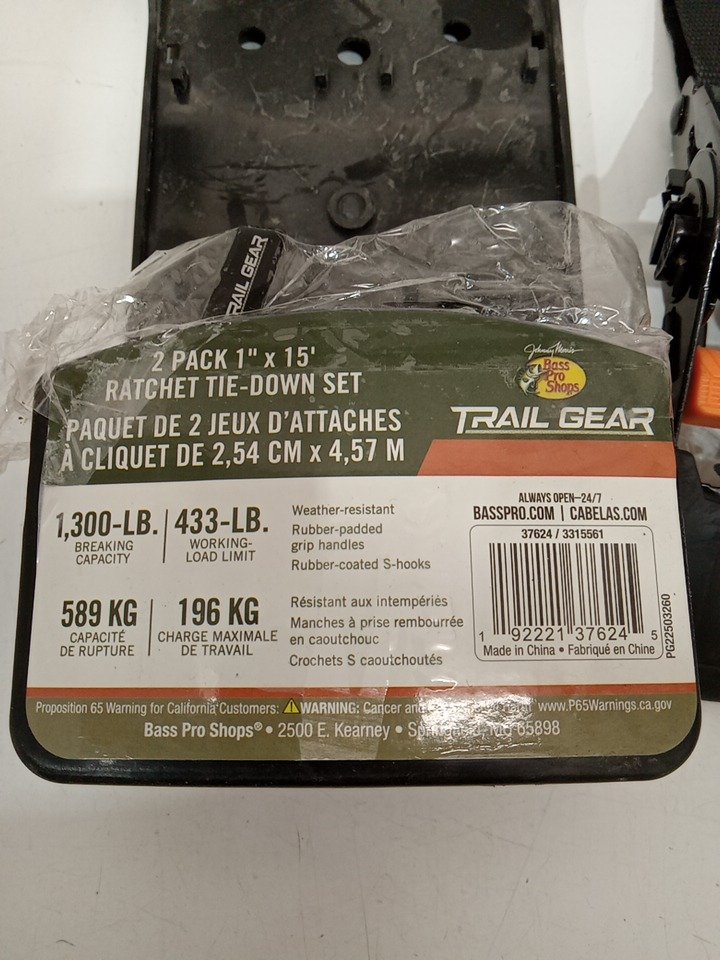 RAIL GEAR
2 PACK 1" x 15'
RATCHET TIE-DOWN SET
PAQUET DE 2 JEUX D'ATTACHES
À CLIQUET DE 2,54 CM x 4,57 M
Johnny Morris
Bass
Pro
Shops
TRAIL GEAR
1,300-LB.
BREAKING
CAPACITY
433-LB.
WORKING-
LOAD LIMIT
Weather-resistant
Rubber-padded
grip handles
Rubber-coated S-hooks
589 KG
CAPACITÉ
DE RUPTURE
196 KG
CHARGE MAXIMALE
DE TRAVAIL
Résistant aux intempériés
Manches à prise rembourrée
en caoutchouc
Crochets S caoutchoutés
ALWAYS OPEN—24/7
BASSPRO.COM | CABELAS.COM
37624 / 3315561
1 92221 37624 5
Made in China • Fabriqué en Chine
PG22503260
Proposition 65 Warning for California Customers: ⚠WARNING: Cancer and www.P65Warnings.ca.gov
Bass Pro Shops® • 2500 E. Kearney • MO 65898